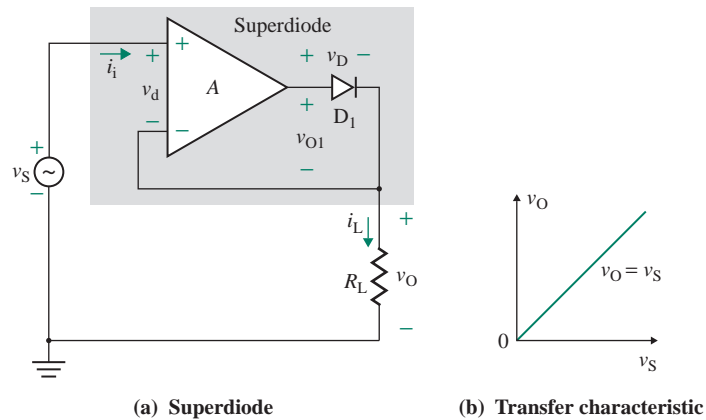 Superdiode
+ v_D −
i_i + +
v_d A
D_1
− − +
v_O1
−
+
v_S ~
−
i_L +
R_L v_O
−
v_O
v_O = v_S
0
v_S
(a) Superdiode
(b) Transfer characteristic